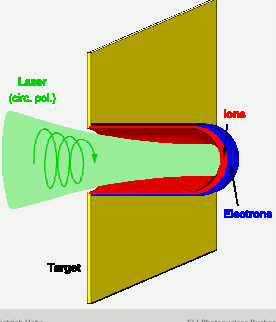 Laser
(circ. pol.)
Ions
Electrons
Target